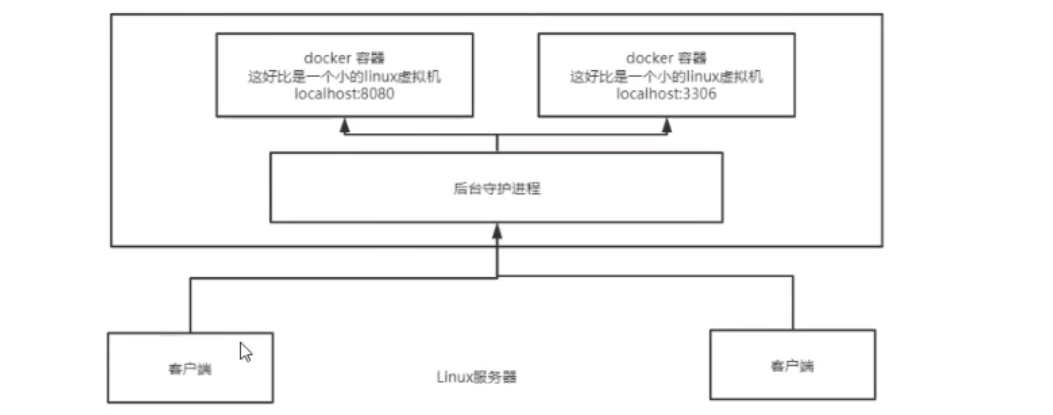 docker 容器
这好比是一个小的linux虚拟机
localhost:8080
docker 容器
这好比是一个小的linux虚拟机
localhost:3306
后台守护进程
客户端
Linux服务器
客户端